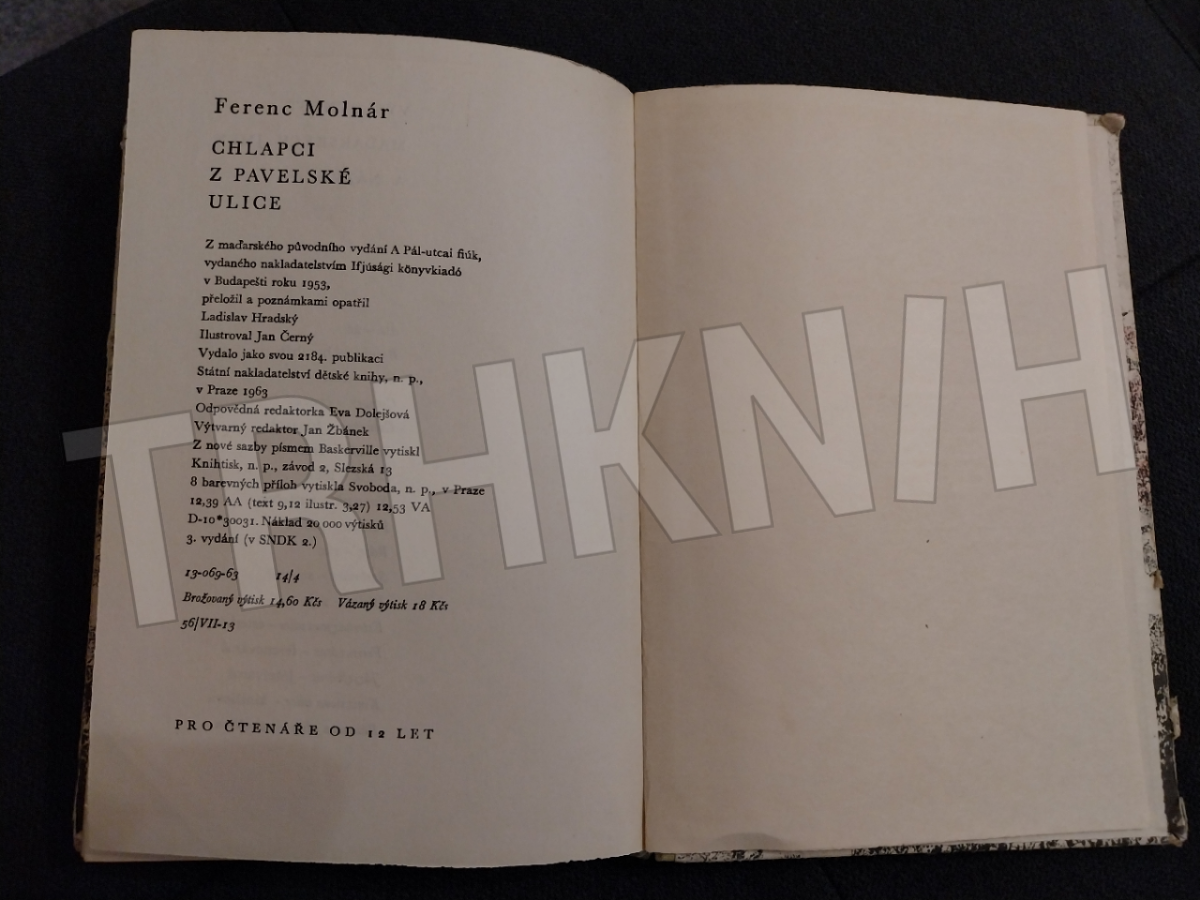 Ferenc Molnár
CHLAPCI
Z PAVELSKÉ
ULICE
Z maďarského původního vydání A Pál-utcai fiúk,
vydaného nakladatelstvím Ifjúsági könyvkiadó
v Budapešti roku 1953,
přeložil a poznámkami opatřil
Ladislav Hradský
Ilustroval Jan Černý
Vydalo jako svou 2184. publikaci
Státní nakladatelství dětské knihy, n. p.,
v Praze 1963
Odpovědná redaktorka Eva Dolejšová
Výtvarný redaktor Jan Žbánek
Z nové sazby písmem Baskerville vytiskl
Knihtisk, n. p., závod 2, Slezská 13
8 barevných příloh vytiskla Svoboda, n. p., v Praze
12,39 AA (text 9,12 ilustr. 3,27) 12,53 VA
D-10*30031. Náklad 20 000 výtisků
3. vydání (v SNDK 2.)
13-069-63 14/4
Brožovaný výtisk 14,60 Kčs Vázaný výtisk 18 Kčs
56/VII-13
PRO ČTENÁŘE OD 12 LET
TRHKNIH